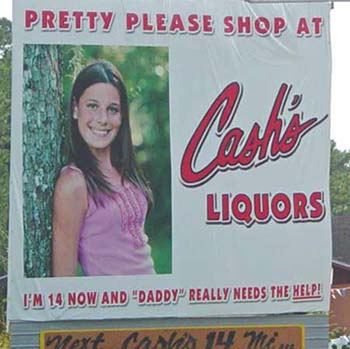 PRETTY PLEASE SHOP AT
Cash's
LIQUORS
I'M 14 NOW AND "DADDY" REALLY NEEDS THE HELP!
Next Cash's 14 Mi...